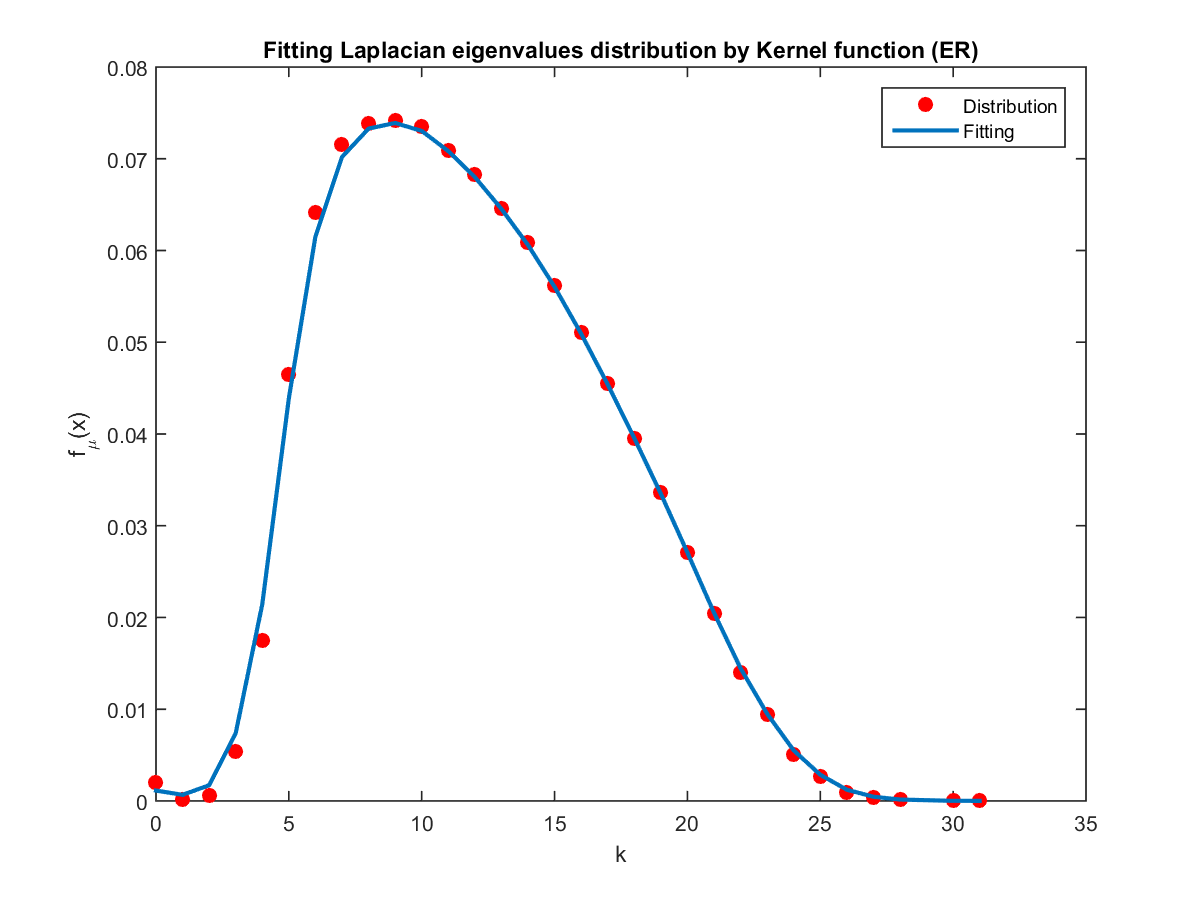 Fitting Laplacian eigenvalues distribution by Kernel function (ER)
0.08
0.07
0.06
0.05
0.04
0.03
0.02
0.01
0
f_μ(x)
Distribution
Fitting
0 5 10 15 20 25 30 35
k